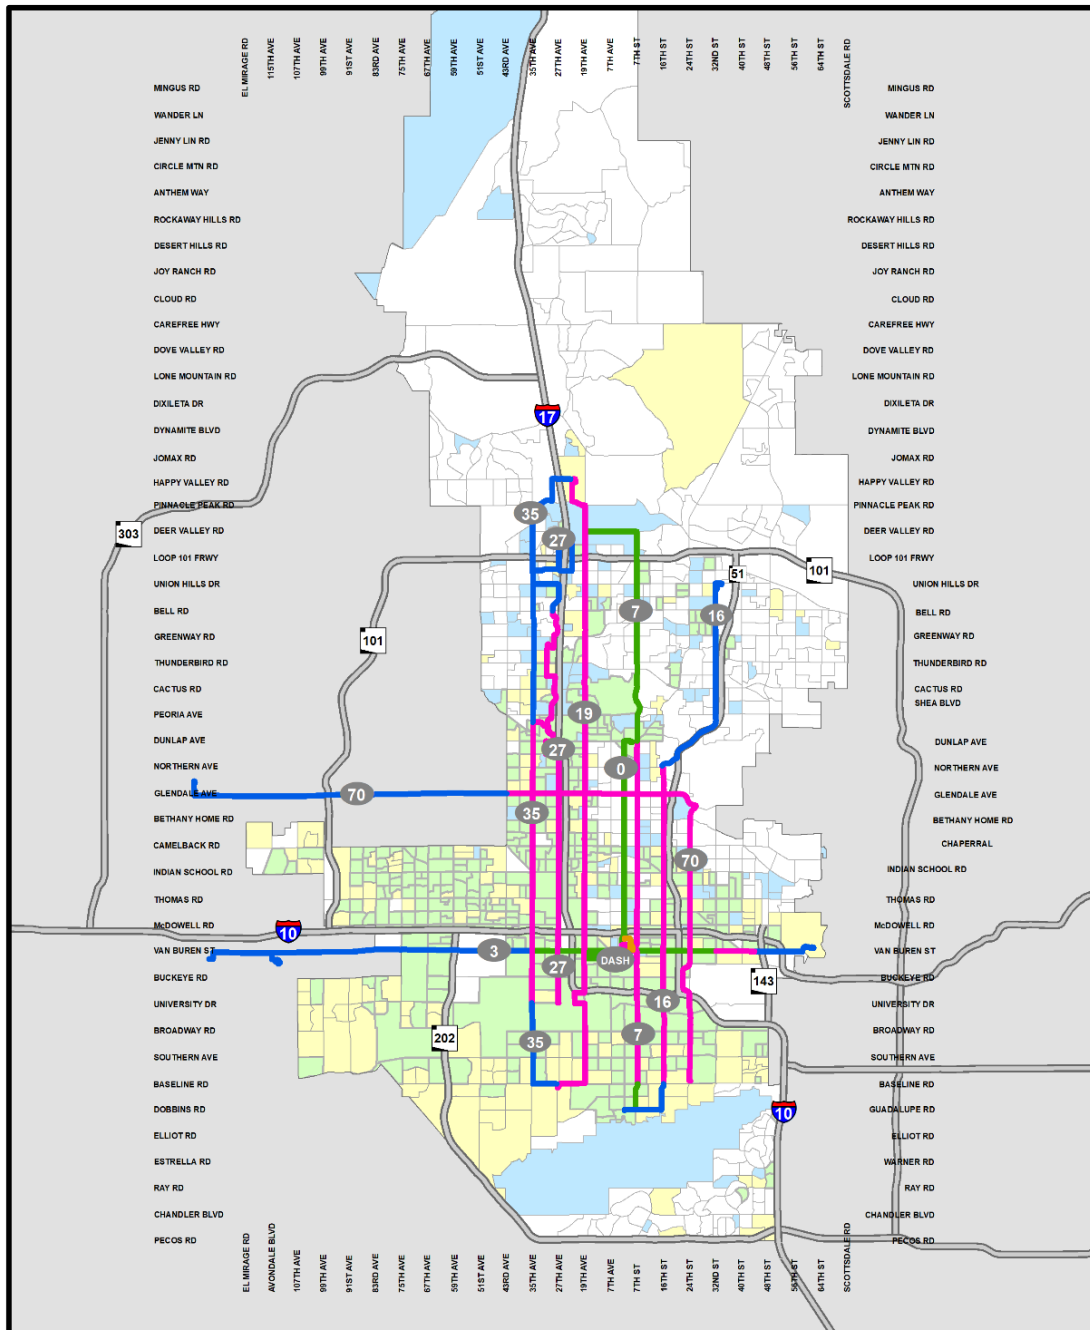 EL MIRAGE RD
115TH AVE
107TH AVE
99TH AVE
91ST AVE
83RD AVE
75TH AVE
67TH AVE
59TH AVE
51ST AVE
43RD AVE
35TH AVE
27TH AVE
19TH AVE
7TH AVE
7TH ST
16TH ST
24TH ST
32ND ST
40TH ST
48TH ST
56TH ST
64TH ST
SCOTTSDALE RD
MINGUS RD
WANDER LN
JENNY LIN RD
CIRCLE MTN RD
ANTHEM WAY
ROCKAWAY HILLS RD
DESERT HILLS RD
JOY RANCH RD
CLOUD RD
CAREFREE HWY
DOVE VALLEY RD
LONE MOUNTAIN RD
DIXILETA DR
DYNAMITE BLVD
JOMAX RD
HAPPY VALLEY RD
PINNACLE PEAK RD
DEER VALLEY RD
LOOP 101 FRWY
UNION HILLS DR
BELL RD
GREENWAY RD
THUNDERBIRD RD
CACTUS RD
PEORIA AVE
DUNLAP AVE
NORTHERN AVE
GLENDALE AVE
BETHANY HOME RD
CAMELBACK RD
INDIAN SCHOOL RD
THOMAS RD
McDOWELL RD
VAN BUREN ST
BUCKEYE RD
UNIVERSITY DR
BROADWAY RD
SOUTHERN AVE
BASELINE RD
DOBBINS RD
ELLIOT RD
ESTRELLA RD
RAY RD
CHANDLER BLVD
PECOS RD
17
35
303
27
101
51
7
16
101
19
27
0
70
35
70
10
3
27
DASH
143
16
202
35
7
10
MINGUS RD
WANDER LN
JENNY LIN RD
CIRCLE MTN RD
ANTHEM WAY
ROCKAWAY HILLS RD
DESERT HILLS RD
JOY RANCH RD
CLOUD RD
CAREFREE HWY
DOVE VALLEY RD
LONE MOUNTAIN RD
DIXILETA DR
DYNAMITE BLVD
JOMAX RD
HAPPY VALLEY RD
PINNACLE PEAK RD
DEER VALLEY RD
LOOP 101 FRWY
UNION HILLS DR
BELL RD
GREENWAY RD
THUNDERBIRD RD
CACTUS RD
SHEA BLVD
DUNLAP AVE
NORTHERN AVE
GLENDALE AVE
BETHANY HOME RD
CHAPERRAL
INDIAN SCHOOL RD
THOMAS RD
McDOWELL RD
VAN BUREN ST
BUCKEYE RD
UNIVERSITY DR
BROADWAY RD
SOUTHERN AVE
BASELINE RD
GUADALUPE RD
ELLIOT RD
WARNER RD
RAY RD
CHANDLER BLVD
PECOS RD
EL MIRAGE RD
AVONDALE BLVD
107TH AVE
99TH AVE
91ST AVE
83RD AVE
75TH AVE
67TH AVE
59TH AVE
51ST AVE
43RD AVE
35TH AVE
27TH AVE
19TH AVE
7TH AVE
7TH ST
16TH ST
24TH ST
32ND ST
40TH ST
48TH ST
56TH ST
64TH ST
SCOTTSDALE RD